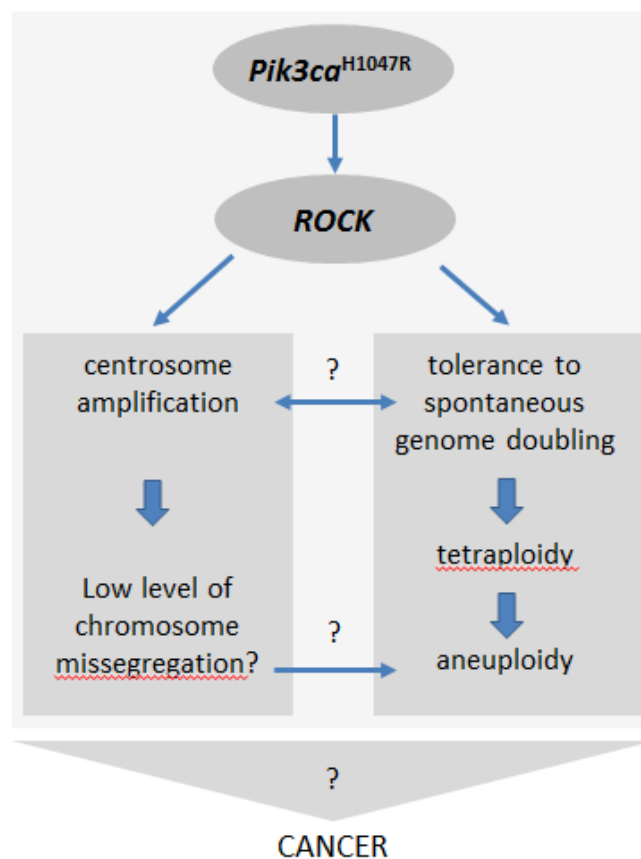 Pik3caH1047R
ROCK
centrosome
amplification
?
tolerance to
spontaneous
genome doubling
tetraploidy
Low level of
chromosome
missegregation?
?
aneuploidy
?
CANCER